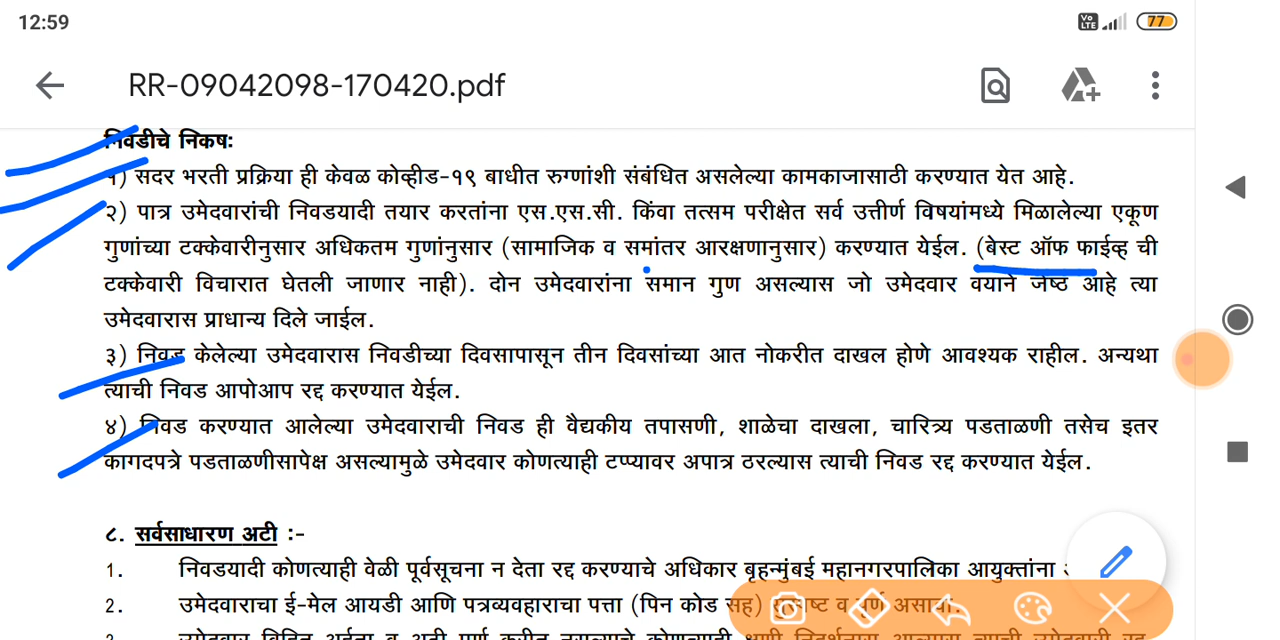 12:59
Vo LTE
77
RR-09042098-170420.pdf
निवडीचे निकष:
१) सदर भरती प्रक्रिया ही केवळ कोव्हीड-१९ बाधीत रुग्णांशी संबंधित असलेल्या कामकाजासाठी करण्यात येत आहे.
२) पात्र उमेदवारांची निवडयादी तयार करतांना एस.एस.सी. किंवा तत्सम परीक्षेत सर्व उत्तीर्ण विषयांमध्ये मिळालेल्या एकूण
गुणांच्या टक्केवारीनुसार अधिकतम गुणांनुसार (सामाजिक व समांतर आरक्षणानुसार) करण्यात येईल. (बेस्ट ऑफ फाईव्ह ची
टक्केवारी विचारात घेतली जाणार नाही). दोन उमेदवारांना समान गुण असल्यास जो उमेदवार वयाने जेष्ठ आहे त्या
उमेदवारास प्राधान्य दिले जाईल.
३) निवड केलेल्या उमेदवारास निवडीच्या दिवसापासून तीन दिवसांच्या आत नोकरीत दाखल होणे आवश्यक राहील. अन्यथा
त्याची निवड आपोआप रद्द करण्यात येईल.
४) निवड करण्यात आलेल्या उमेदवाराची निवड ही वैद्यकीय तपासणी, शाळेचा दाखला, चारित्र्य पडताळणी तसेच इतर
कागदपत्रे पडताळणीसापेक्ष असल्यामुळे उमेदवार कोणत्याही टप्प्यावर अपात्र ठरल्यास त्याची निवड रद्द करण्यात येईल.
८. सर्वसाधारण अटी :-
1. निवडयादी कोणत्याही वेळी पूर्वसूचना न देता रद्द करण्याचे अधिकार बृहन्मुंबई महानगरपालिका आयुक्तांना
2. उमेदवाराचा ई-मेल आयडी आणि पत्रव्यवहाराचा पत्ता (पिन कोड सह) सुस्पष्ट व पूर्ण असावा.